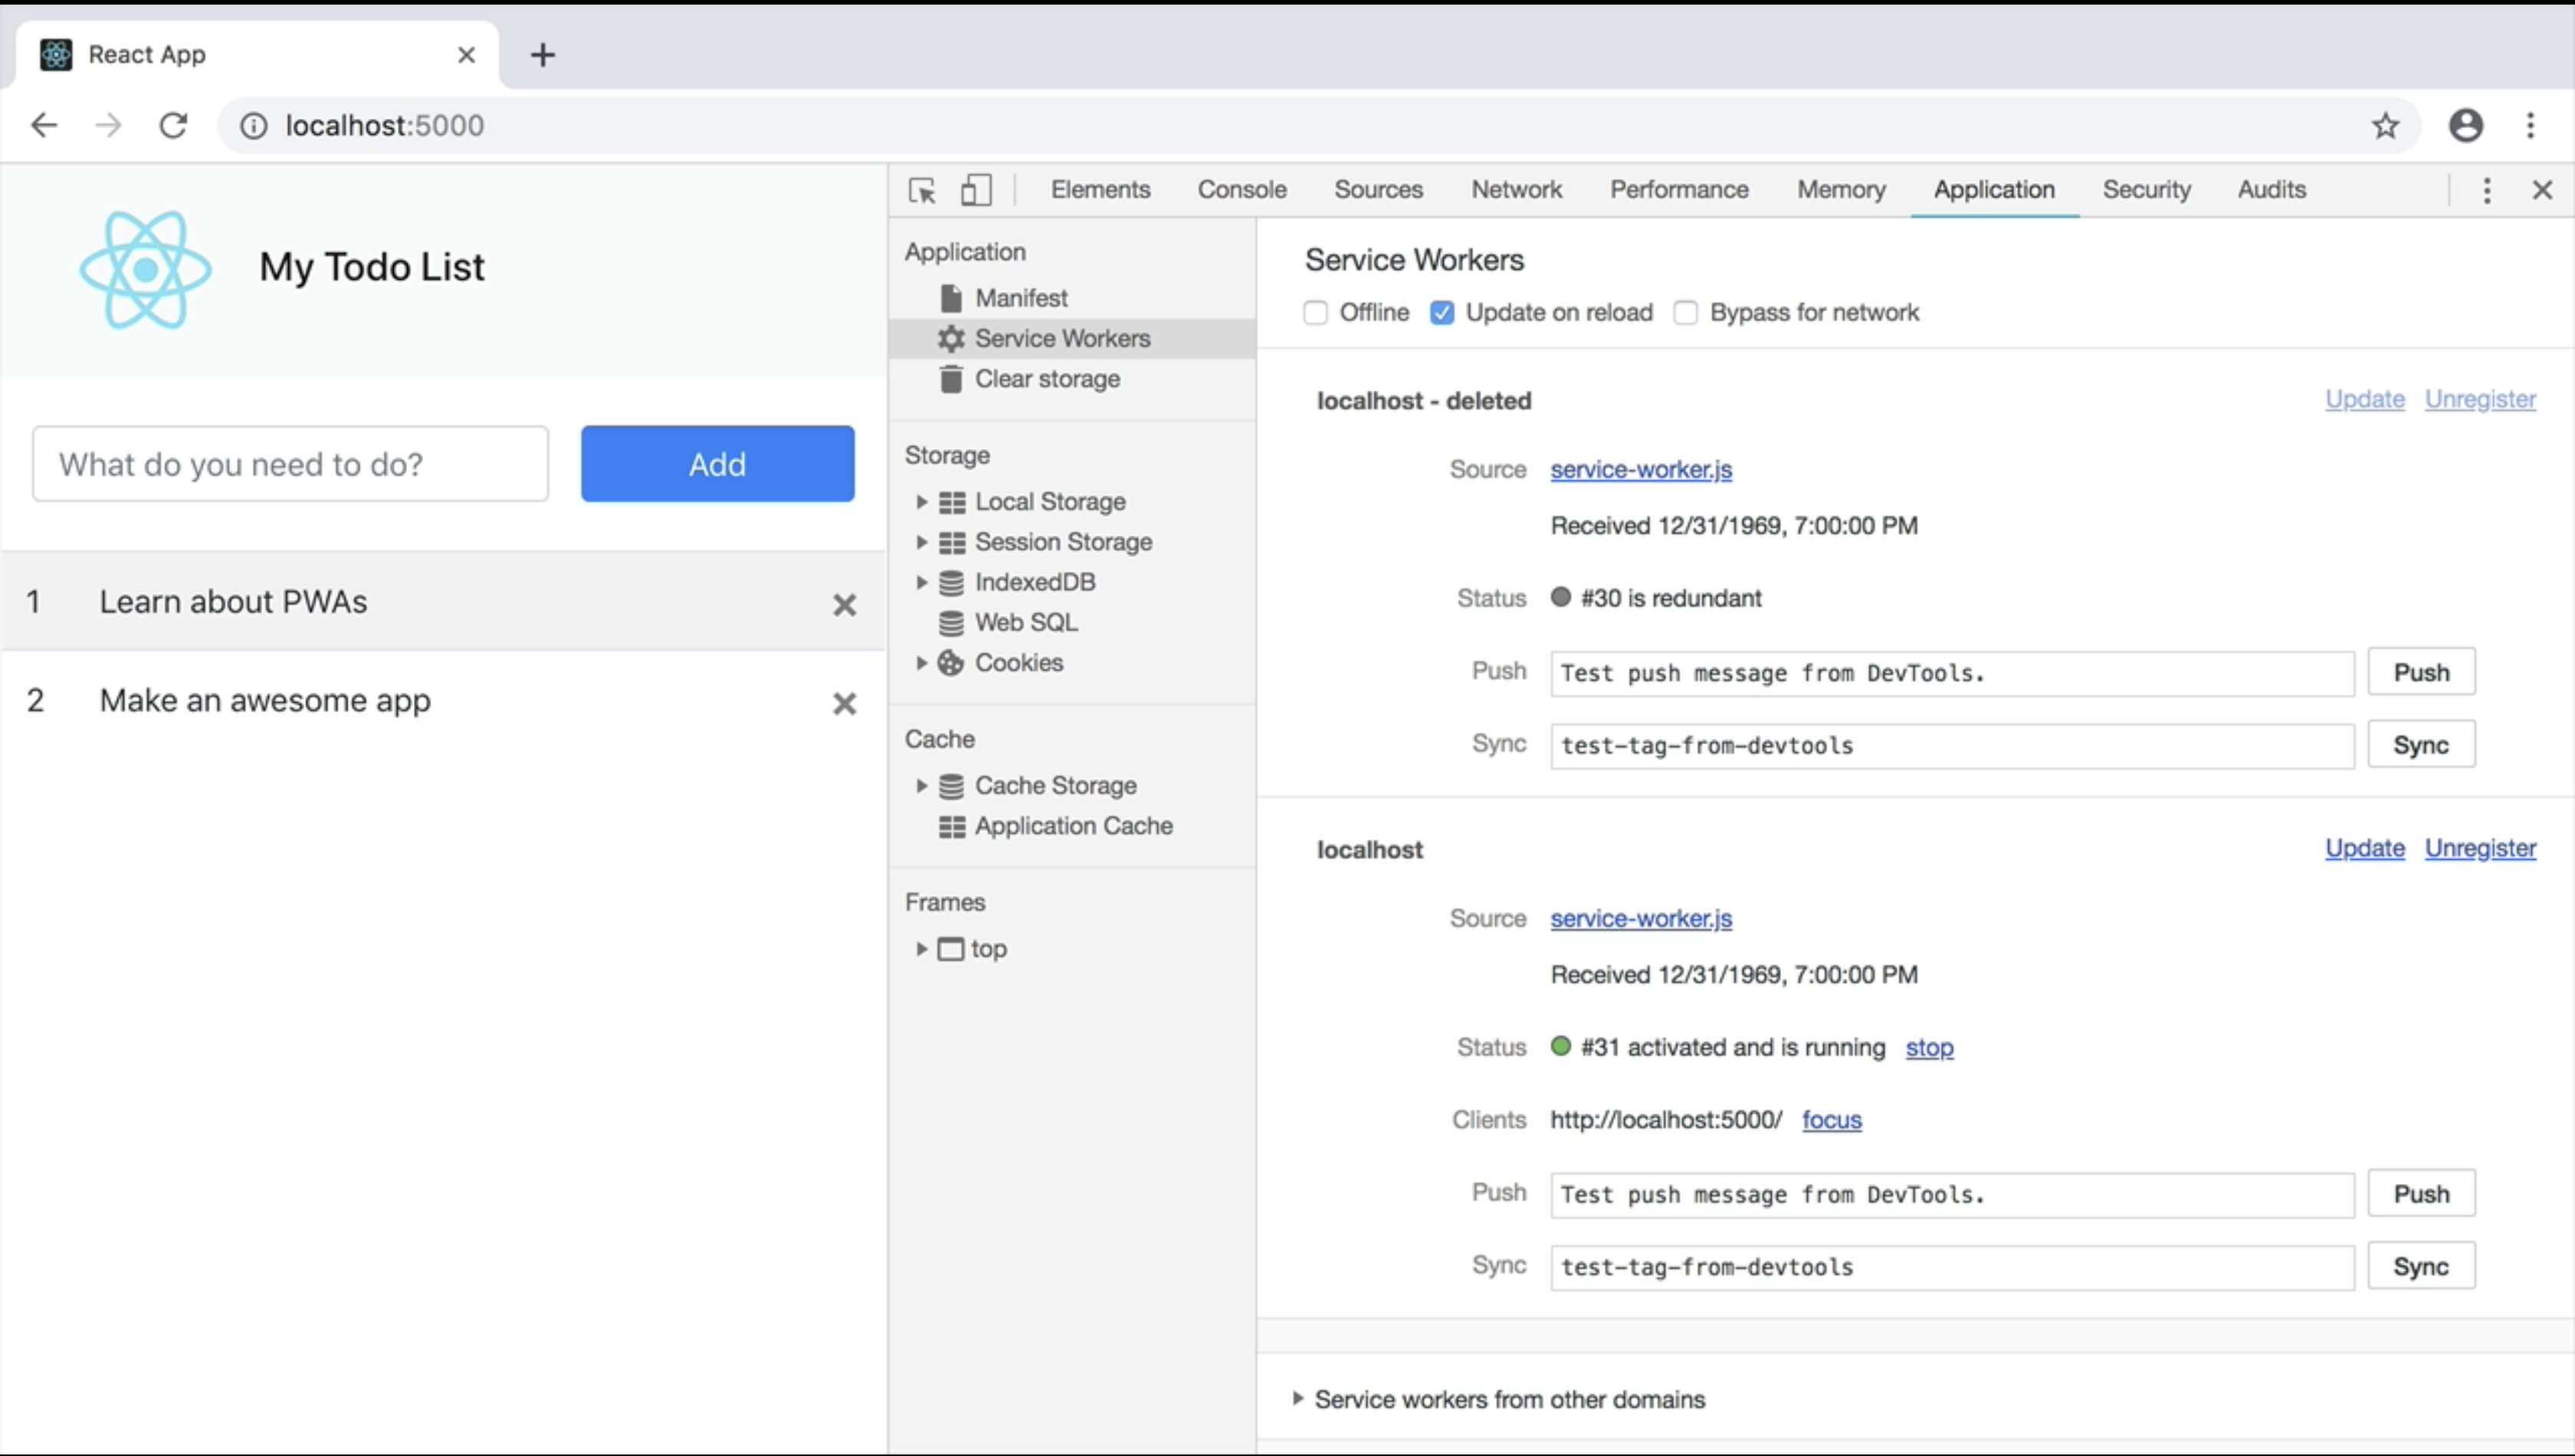 React App
localhost:5000
My Todo List
What do you need to do?
Add
1 Learn about PWAs
2 Make an awesome app
Elements Console Sources Network Performance Memory Application Security Audits
Application
Manifest
Service Workers
Clear storage
Storage
Local Storage
Session Storage
IndexedDB
Web SQL
Cookies
Cache
Cache Storage
Application Cache
Frames
top
Service Workers
Offline Update on reload Bypass for network
localhost - deleted Update Unregister
Source service-worker.js
Received 12/31/1969, 7:00:00 PM
Status #30 is redundant
Push Test push message from DevTools. Push
Sync test-tag-from-devtools Sync
localhost Update Unregister
Source service-worker.js
Received 12/31/1969, 7:00:00 PM
Status #31 activated and is running stop
Clients http://localhost:5000/ focus
Push Test push message from DevTools. Push
Sync test-tag-from-devtools Sync
Service workers from other domains